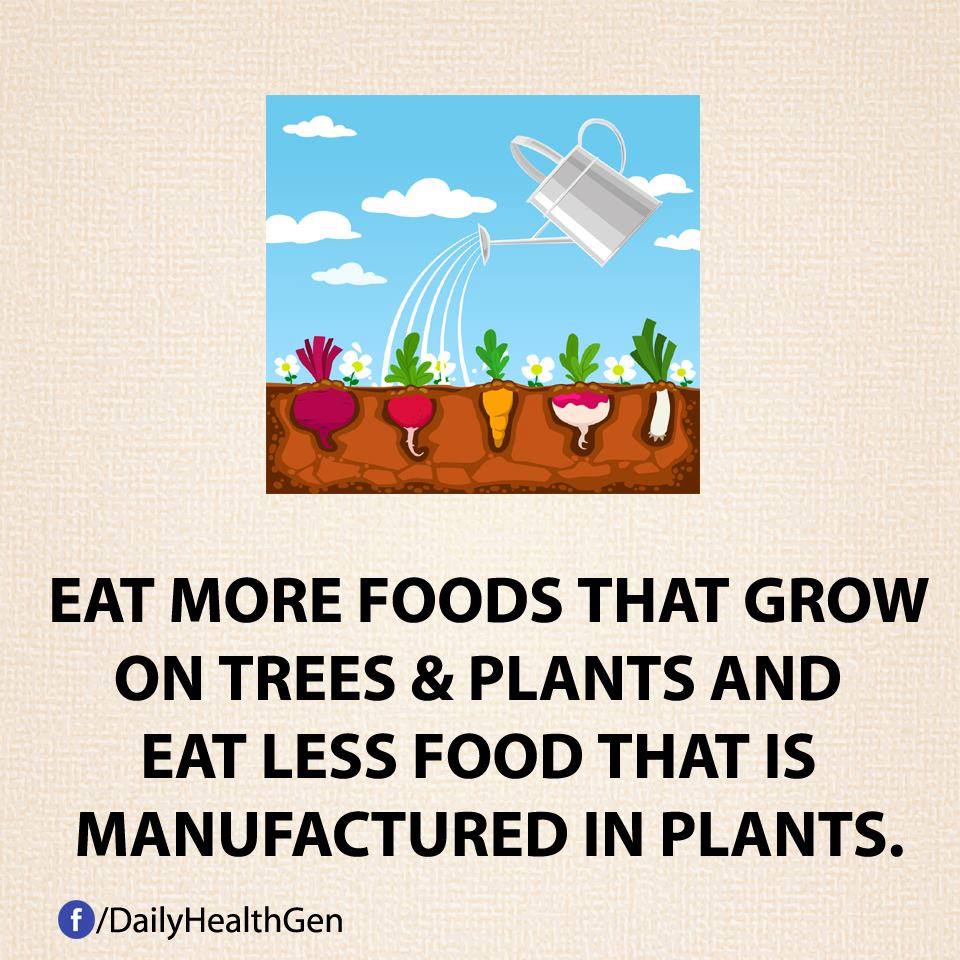 EAT MORE FOODS THAT GROW
ON TREES & PLANTS AND
EAT LESS FOOD THAT IS
MANUFACTURED IN PLANTS.
f/DailyHealthGen